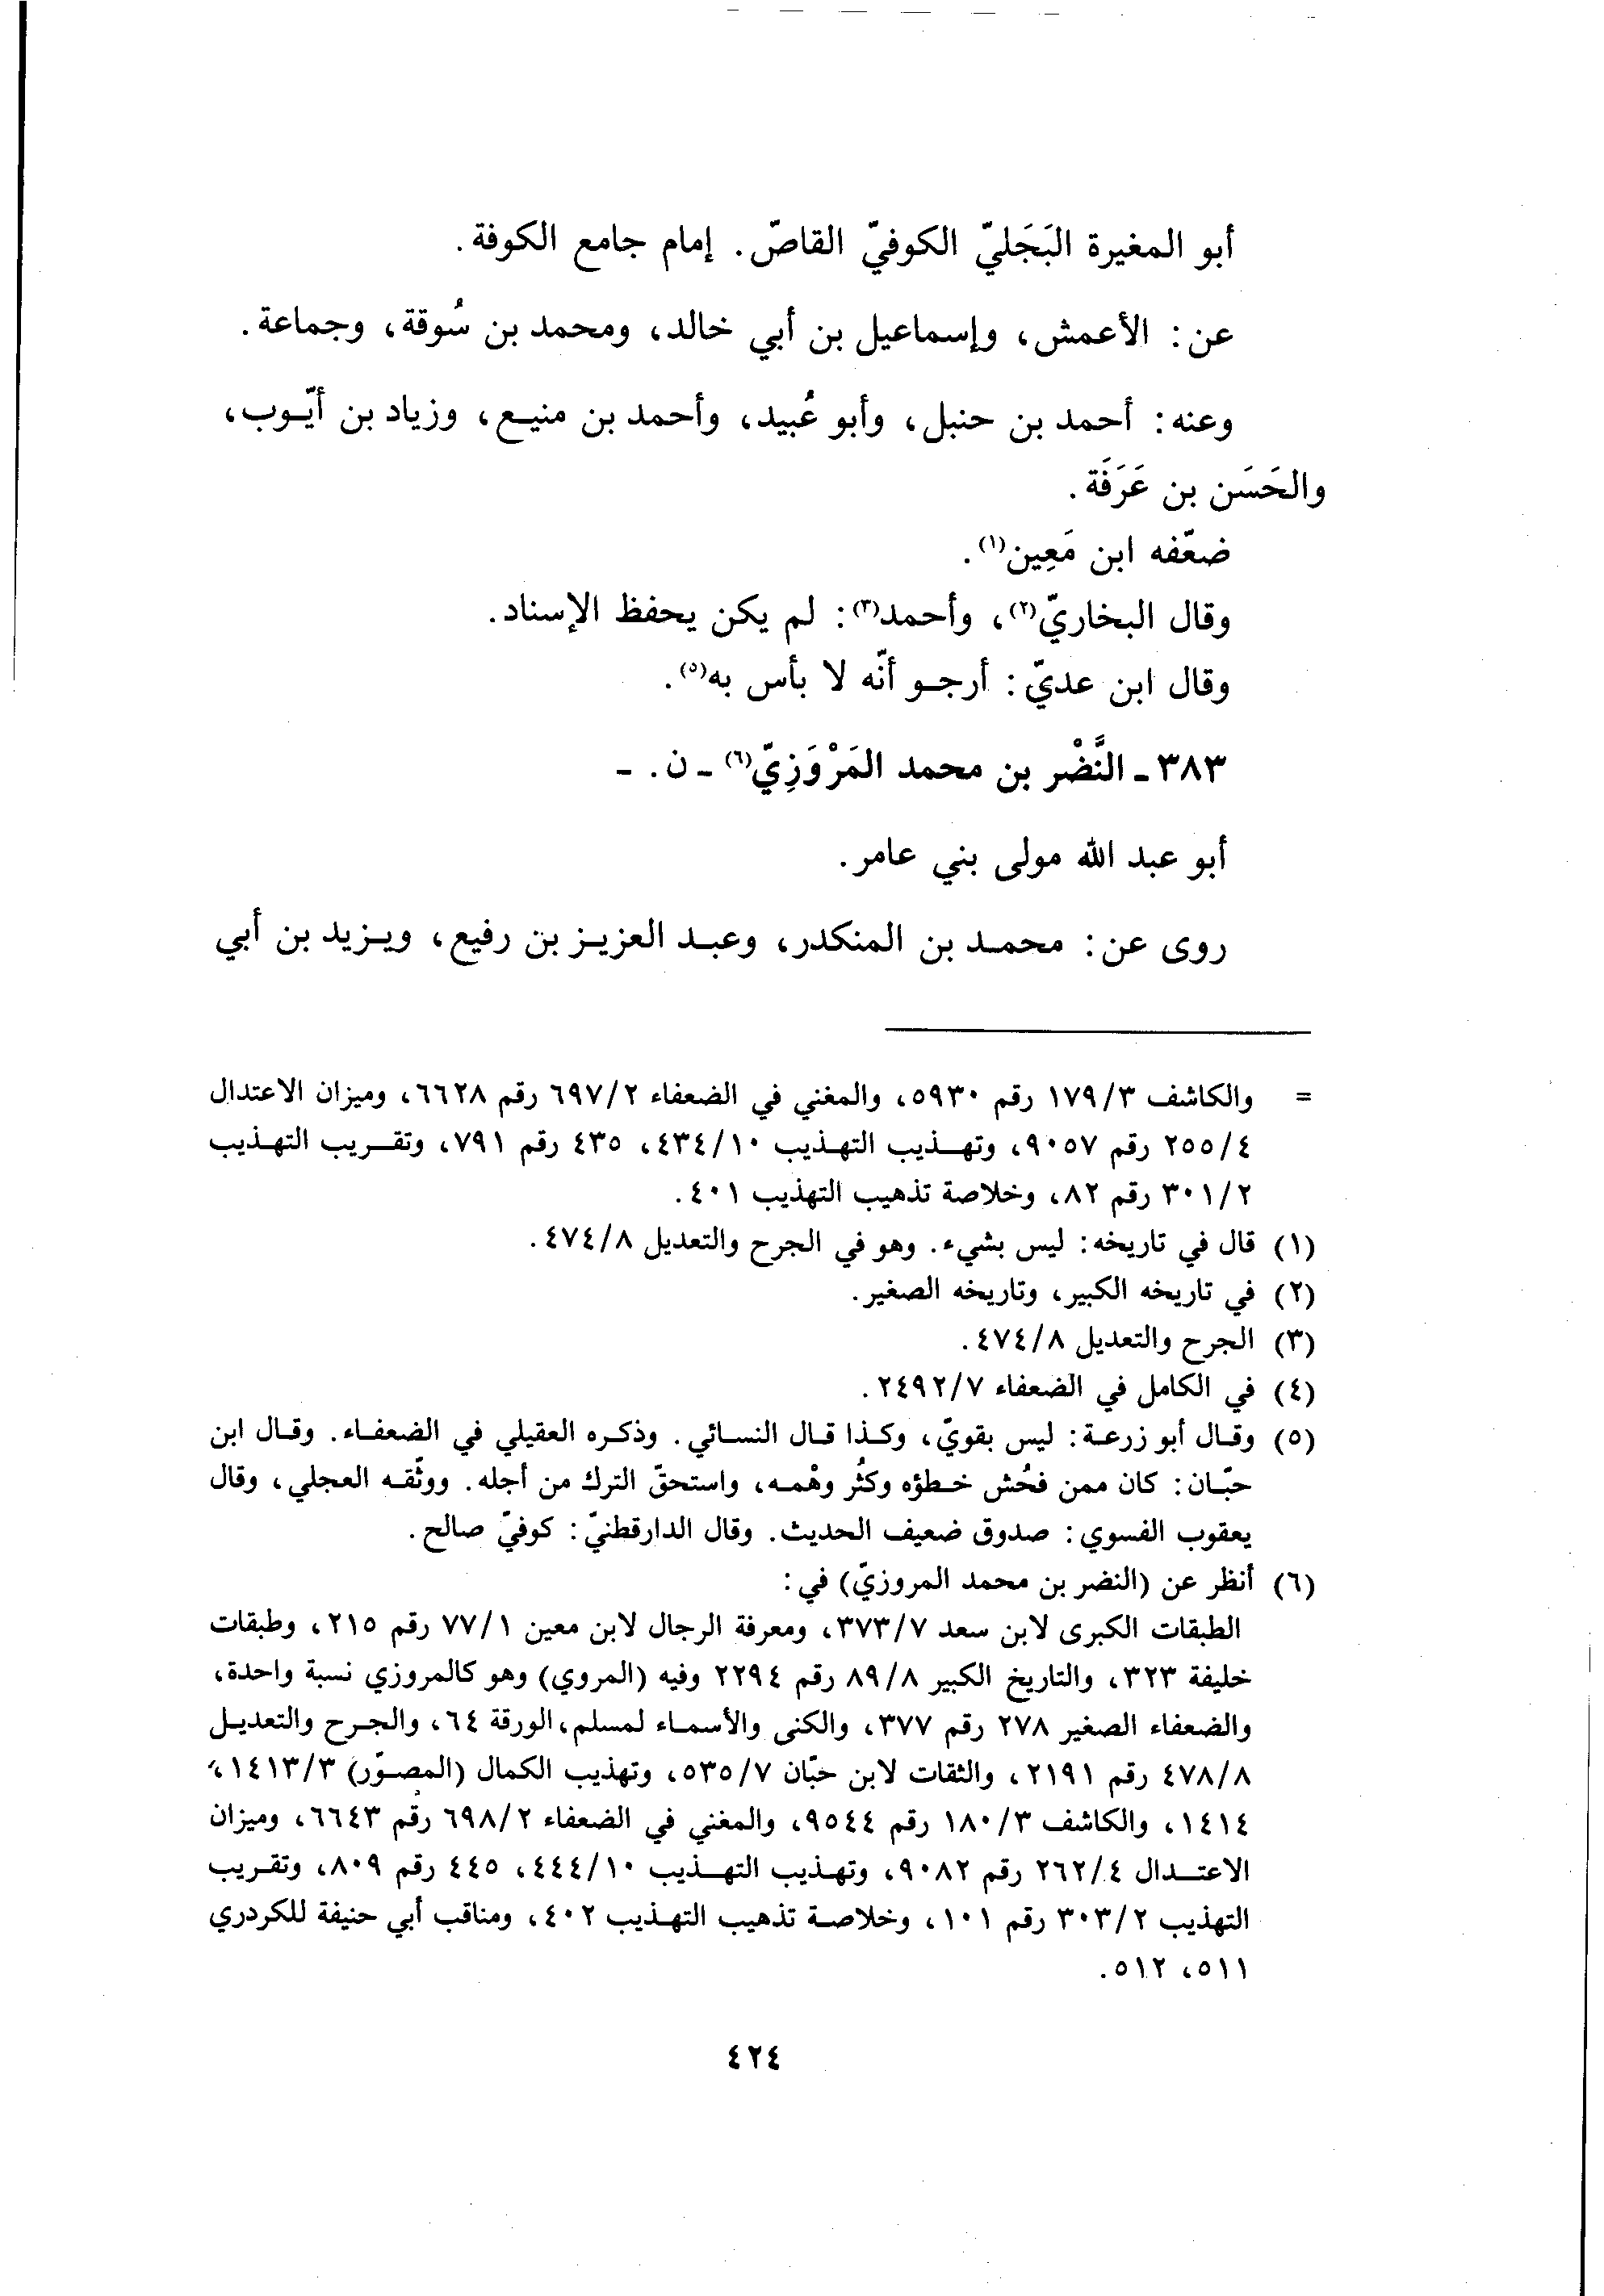 أبو المغيرة البَجَليّ الكوفيّ القاصّ. إمام جامع الكوفة.
عن: الأعمش، وإسماعيل بن أبي خالد، ومحمد بن سُوقة، وجماعة.
وعنه: أحمد بن حنبل، وأبو عُبيد، وأحمد بن منيع، وزياد بن أيّوب،
والحَسَن بن عَرَفَة.
ضعّفه ابن مَعِين(١).
وقال البخاريّ(٢)، وأحمد(٣): لم يكن يحفظ الإسناد.
وقال ابن عديّ: أرجو أنّه لا بأس به(٥).
٣٨٣ - النَّضْر بن محمد المَرْوَزِيّ(٦) - ن. -
أبو عبد الله مولى بني عامر.
روى عن: محمد بن المنكدر، وعبد العزيز بن رفيع، ويزيد بن أبي
= والكاشف ١٧٩/٣ رقم ٥٩٣٠، والمغني في الضعفاء ٦٩٧/٢ رقم ٦٦٢٨، وميزان الاعتدال
٢٥٥/٤ رقم ٩٠٥٧، وتهذيب التهذيب ٤٣٤/١٠، ٤٣٥ رقم ٧٩١، وتقريب التهذيب
٣٠١/٢ رقم ٨٢، وخلاصة تذهيب التهذيب ٤٠١.
(١) قال في تاريخه: ليس بشيء. وهو في الجرح والتعديل ٤٧٤/٨.
(٢) في تاريخه الكبير، وتاريخه الصغير.
(٣) الجرح والتعديل ٤٧٤/٨.
(٤) في الكامل في الضعفاء ٢٤٩٢/٧.
(٥) وقال أبو زرعة: ليس بقويّ، وكذا قال النسائي. وذكره العقيلي في الضعفاء. وقال ابن
حبّان: كان ممن فحُش خطؤه وكثُر وهْمه، واستحقّ الترك من أجله. ووثّقه العجلي، وقال
يعقوب الفسوي: صدوق ضعيف الحديث. وقال الدارقطنيّ: كوفيّ صالح.
(٦) أنظر عن (النضر بن محمد المروزيّ) في:
الطبقات الكبرى لابن سعد ٣٧٣/٧، ومعرفة الرجال لابن معين ٧٧/١ رقم ٢١٥، وطبقات
خليفة ٣٢٣، والتاريخ الكبير ٨٩/٨ رقم ٢٢٩٤ وفيه (المروي) وهو كالمروزي نسبة واحدة،
والضعفاء الصغير ٢٧٨ رقم ٣٧٧، والكنى والأسماء لمسلم، الورقة ٦٤، والجرح والتعديل
٤٧٨/٨ رقم ٢١٩١، والثقات لابن حبّان ٥٣٥/٧، وتهذيب الكمال (المصوّر) ١٤١٣/٣،
١٤١٤، والكاشف ١٨٠/٣ رقم ٩٥٤٤، والمغني في الضعفاء ٦٩٨/٢ رقم ٦٦٤٣، وميزان
الاعتدال ٢٦٢/٤ رقم ٩٠٨٢، وتهذيب التهذيب ٤٤٤/١٠، ٤٤٥ رقم ٨٠٩، وتقريب
التهذيب ٣٠٣/٢ رقم ١٠١، وخلاصة تذهيب التهذيب ٤٠٢، ومناقب أبي حنيفة للكردري
٥١١، ٥١٢.
٤٢٤